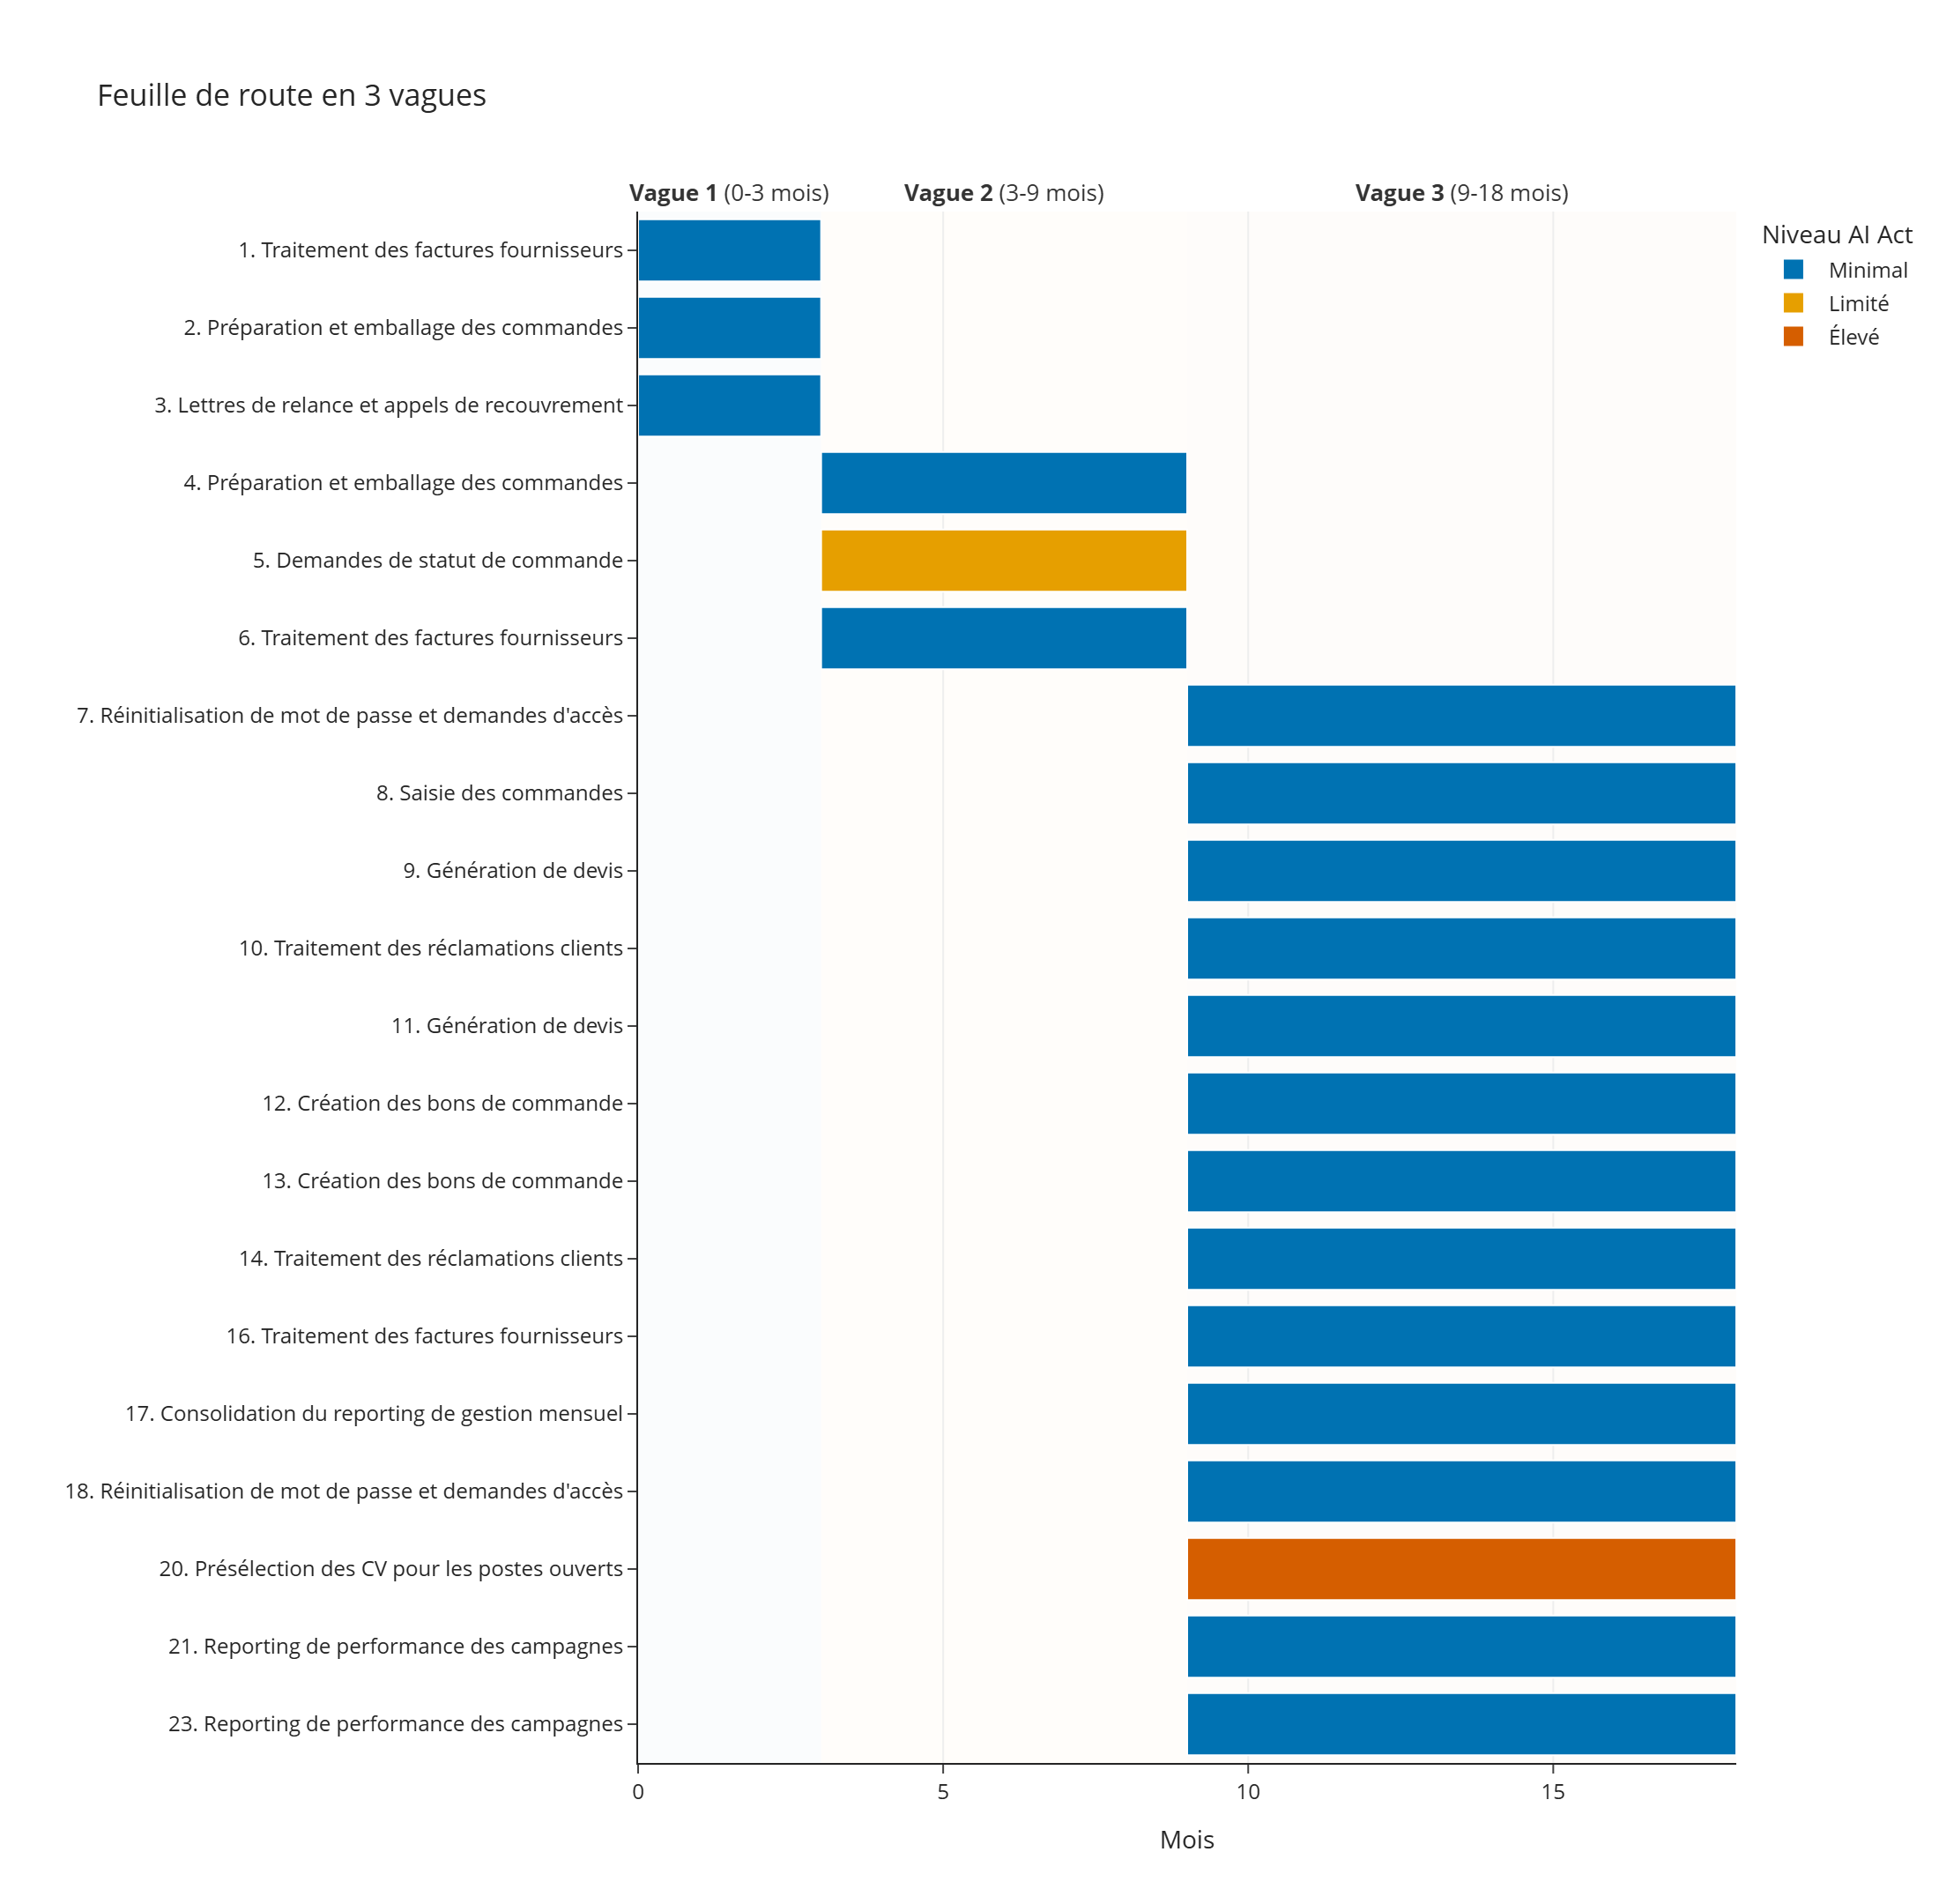 Feuille de route en 3 vagues
Vague 1 (0-3 mois)
Vague 2 (3-9 mois)
Vague 3 (9-18 mois)
Niveau AI Act
Minimal
Limité
Élevé
1. Traitement des factures fournisseurs
2. Préparation et emballage des commandes
3. Lettres de relance et appels de recouvrement
4. Préparation et emballage des commandes
5. Demandes de statut de commande
6. Traitement des factures fournisseurs
7. Réinitialisation de mot de passe et demandes d'accès
8. Saisie des commandes
9. Génération de devis
10. Traitement des réclamations clients
11. Génération de devis
12. Création des bons de commande
13. Création des bons de commande
14. Traitement des réclamations clients
16. Traitement des factures fournisseurs
17. Consolidation du reporting de gestion mensuel
18. Réinitialisation de mot de passe et demandes d'accès
20. Présélection des CV pour les postes ouverts
21. Reporting de performance des campagnes
23. Reporting de performance des campagnes
0
5
10
15
Mois